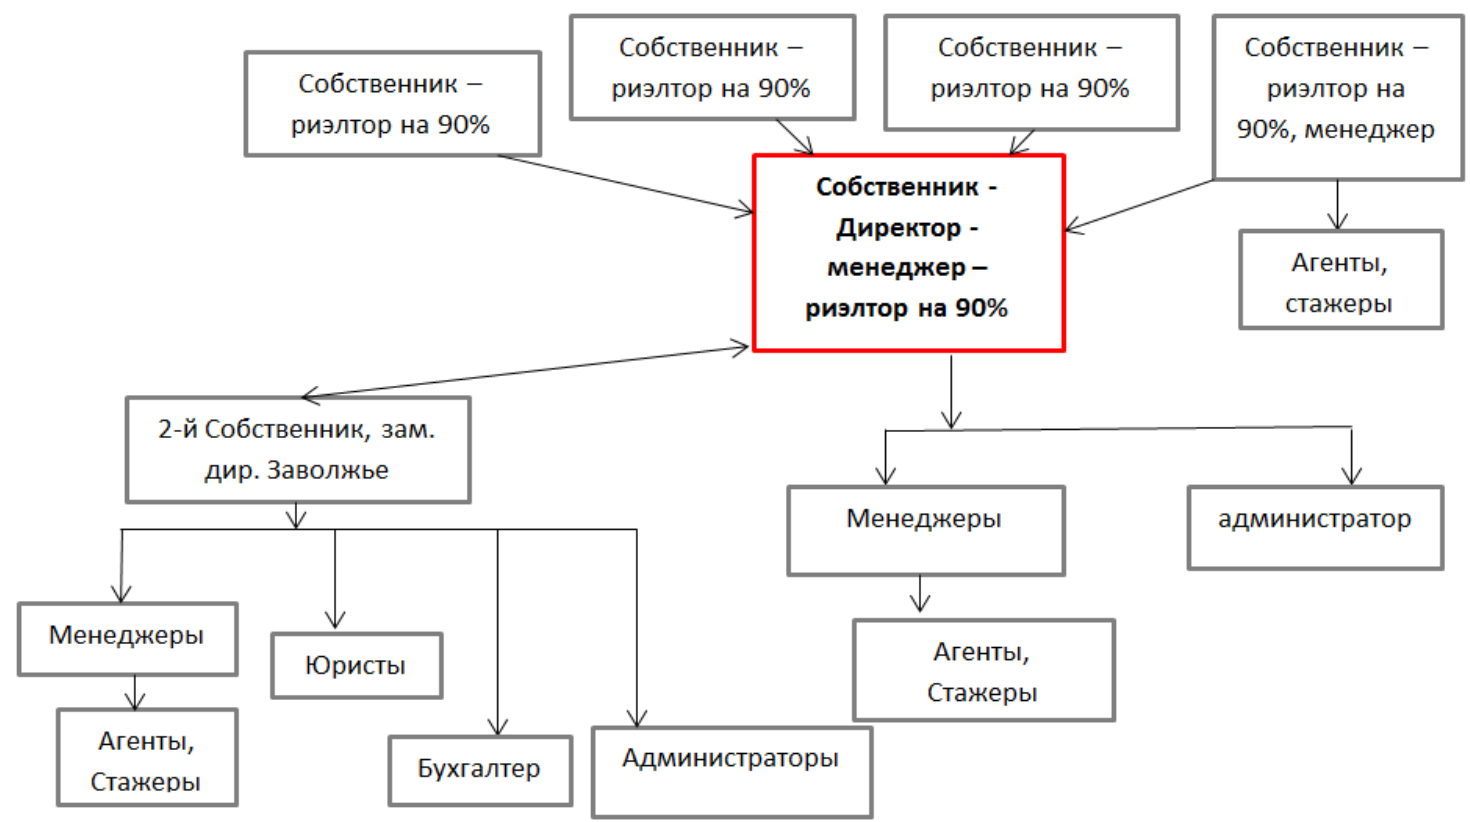 Собственник –
риэлтор на 90%
Собственник –
риэлтор на 90%
Собственник –
риэлтор на 90%
Собственник –
риэлтор на
90%, менеджер
Собственник -
Директор -
менеджер –
риэлтор на 90%
Агенты,
стажеры
2-й Собственник, зам.
дир. Заволжье
Менеджеры
администратор
Менеджеры
Юристы
Агенты,
Стажеры
Агенты,
Стажеры
Бухгалтер
Администраторы